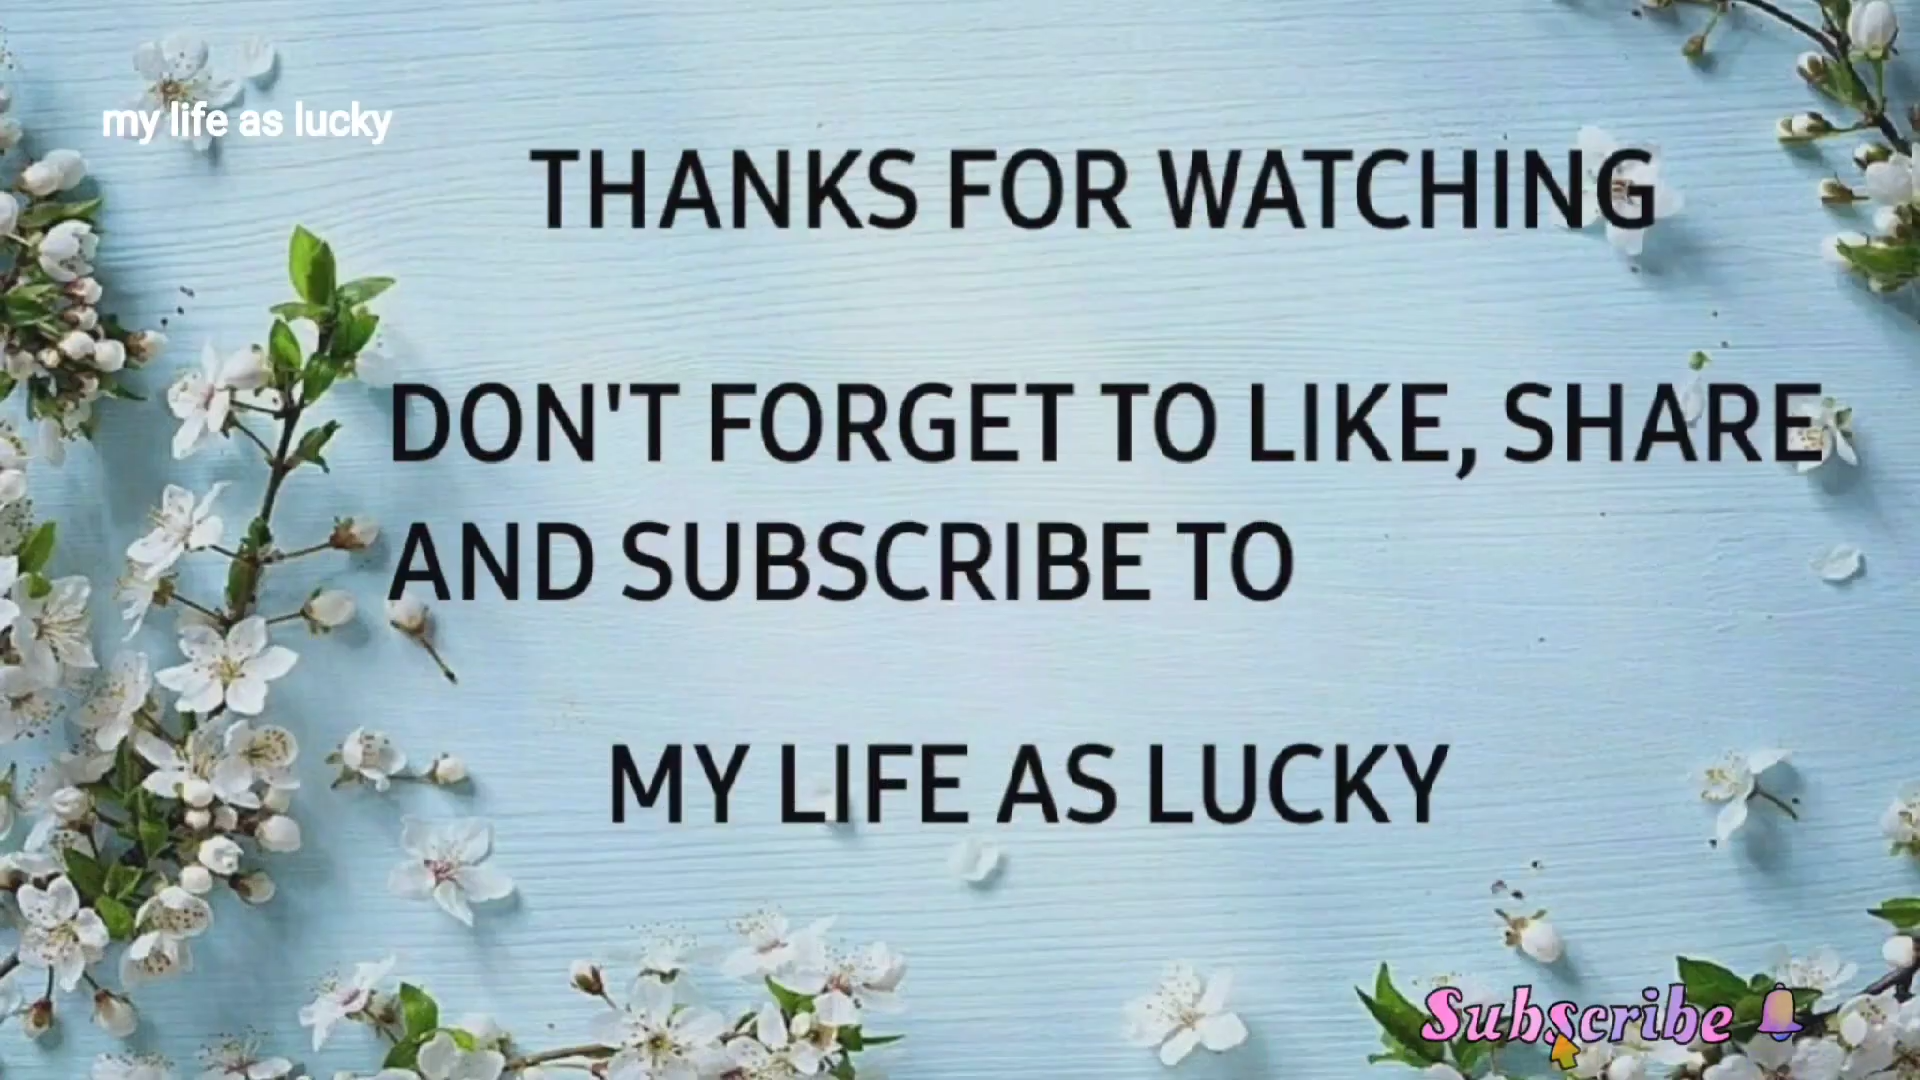 my life as lucky
THANKS FOR WATCHING
DON'T FORGET TO LIKE, SHARE
AND SUBSCRIBE TO
MY LIFE AS LUCKY
Subscribe